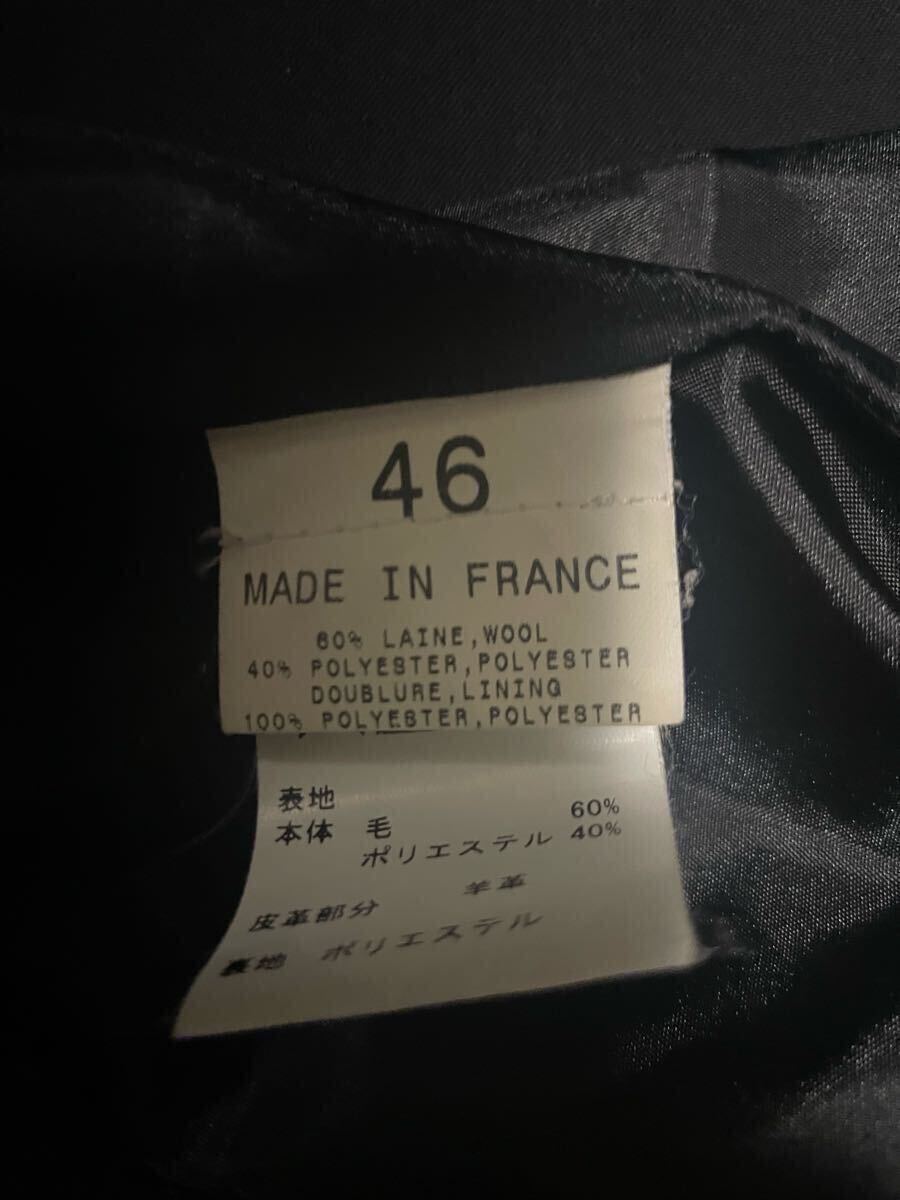 46
MADE IN FRANCE
60% LAINE,WOOL
40% POLYESTER,POLYESTER
DOUBLURE,LINING
100% POLYESTER,POLYESTER
表地
本体 毛 60%
ポリエステル 40%
皮革部分 羊革
裏地 ポリエステル